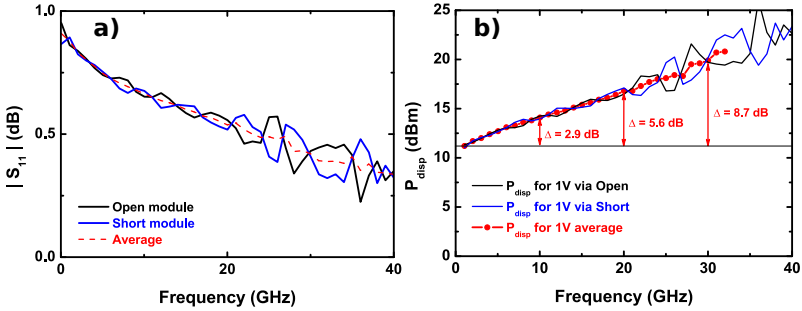 a)
1.0
0.5
0.0
| S11 | (dB)
Open module
Short module
Average
0 20 40
Frequency (GHz)
b)
25
20
15
10
5
0
Pdisp (dBm)
Δ = 2.9 dB
Δ = 5.6 dB
Δ = 8.7 dB
Pdisp for 1V via Open
Pdisp for 1V via Short
Pdisp for 1V average
0 10 20 30 40
Frequency (GHz)